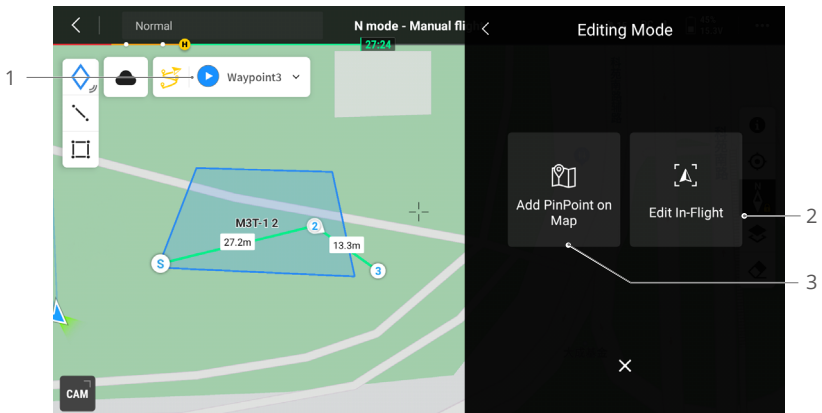 Normal
N mode - Manual fli
H
27:24
1
Waypoint3
M3T-1 2
27.2m
2
13.3m
S
3
CAM
Editing Mode
Add PinPoint on
Map
Edit In-Flight
2
3